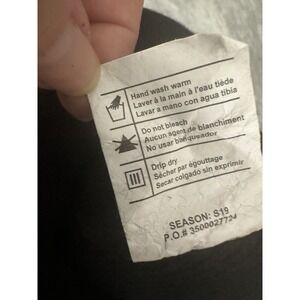 Hand wash warm
Laver à la main à l'eau tiède
Lavar a mano con agua tibia
Do not bleach
Aucun agent de blanchiment
No usar blanqueador
Drip dry
Sécher par égouttage
Secar colgado sin exprimir
SEASON: S19
P.O.# 3500027724